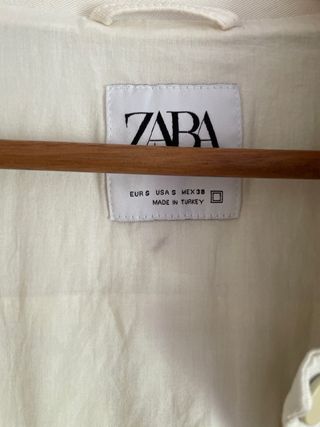 ZARA
EUR S USA S MEX 38
MADE IN TURKEY